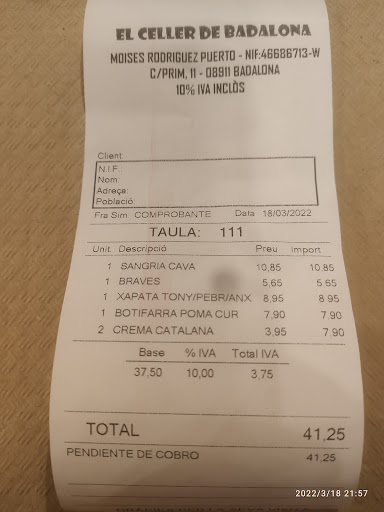 EL CELLER DE BADALONA
MOISES RODRIGUEZ PUERTO - NIF:46686713-W
C/PRIM, 11 - 08911 BADALONA
10% IVA INCLÒS
Client:
N.I.F.
Nom:
Adreça:
Població:
Fra Sim: COMPROBANTE Data 18/03/2022
TAULA: 111
Unit. Descripció Preu Import
1 SANGRIA CAVA 10,85 10,85
1 BRAVES 5,65 5,65
1 XAPATA TONY/PEBR/ANX 8,95 8,95
1 BOTIFARRA POMA CUR 7,90 7,90
2 CREMA CATALANA 3,95 7,90
Base % IVA Total IVA
37,50 10,00 3,75
TOTAL 41,25
PENDIENTE DE COBRO 41,25
2022/3/18 21:57